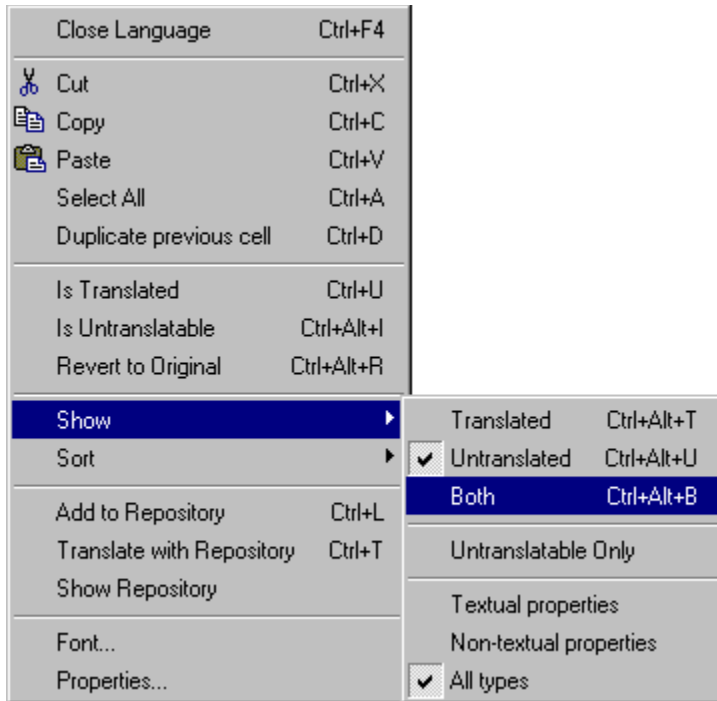 Close Language Ctrl+F4
Cut Ctrl+X
Copy Ctrl+C
Paste Ctrl+V
Select All Ctrl+A
Duplicate previous cell Ctrl+D
Is Translated Ctrl+U
Is Untranslatable Ctrl+Alt+I
Revert to Original Ctrl+Alt+R
Show
Sort
Add to Repository Ctrl+L
Translate with Repository Ctrl+T
Show Repository
Font...
Properties...
Translated Ctrl+Alt+T
Untranslated Ctrl+Alt+U
Both Ctrl+Alt+B
Untranslatable Only
Textual properties
Non-textual properties
All types